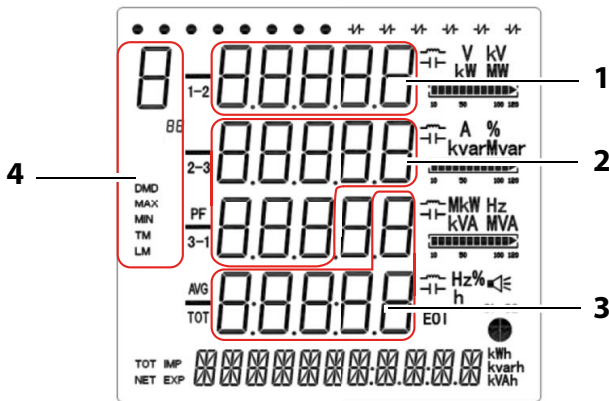 V kV
kW MW
1-2
1
10 50 100 120
88
A %
kvarMvar
2-3
2
10 50 100 120
4
DMD
MAX
MIN
TM
LM
PF
3-1
MkW Hz
kVA MVA
10 50 100 120
AVG
TOT
Hz%
h
3
EOI
TOT IMP
NET EXP
kWh
kvarh
kVAh